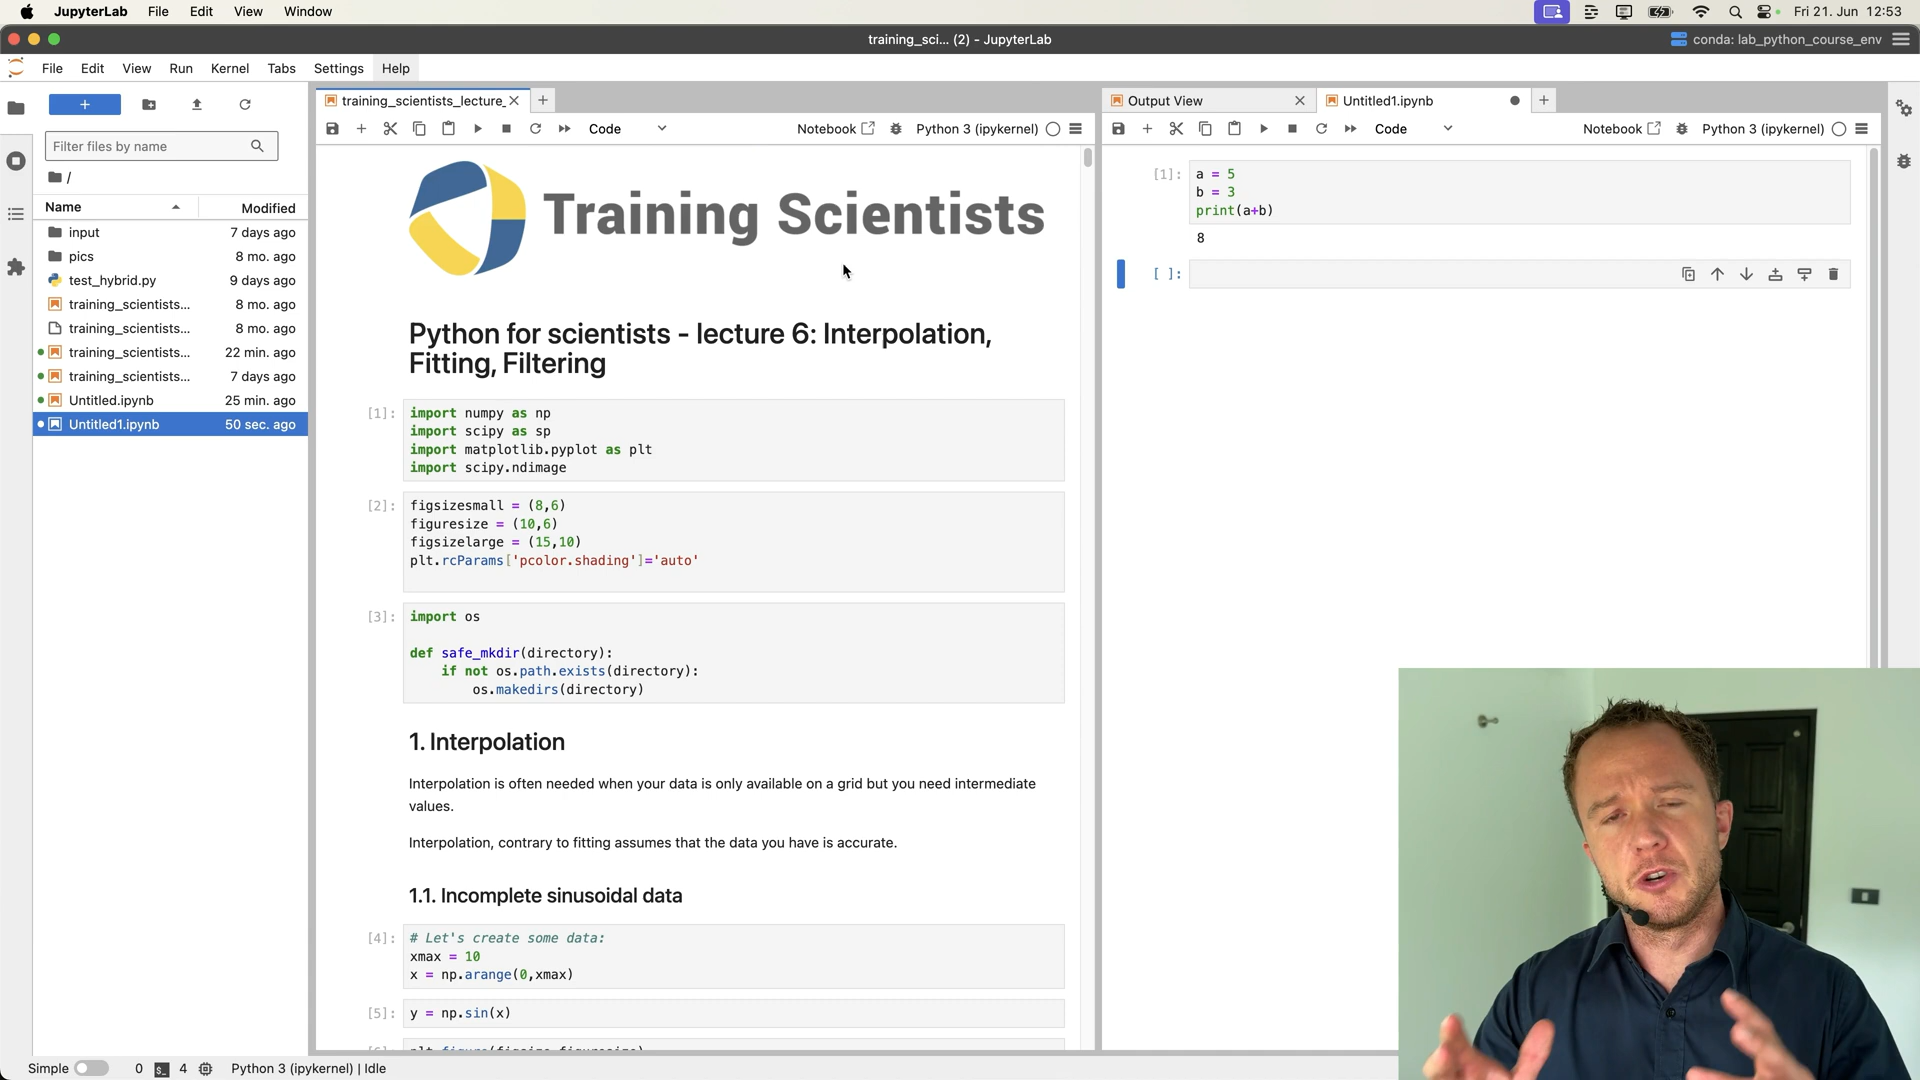 JupyterLab File Edit View Window
Fri 21. Jun 12:53
training_sci... (2) - JupyterLab
conda: lab_python_course_env
File Edit View Run Kernel Tabs Settings Help
+
Filter files by name
/
Name Modified
input 7 days ago
pics 8 mo. ago
test_hybrid.py 9 days ago
training_scientists... 8 mo. ago
training_scientists... 8 mo. ago
training_scientists... 22 min. ago
training_scientists... 7 days ago
Untitled.ipynb 25 min. ago
Untitled1.ipynb 50 sec. ago
training_scientists_lecture_
Code Notebook Python 3 (ipykernel)
Training Scientists
Python for scientists - lecture 6: Interpolation,
Fitting, Filtering
[1]: import numpy as np
import scipy as sp
import matplotlib.pyplot as plt
import scipy.ndimage
[2]: figsizesmall = (8,6)
figuresize = (10,6)
figsizelarge = (15,10)
plt.rcParams['pcolor.shading']='auto'
[3]: import os
def safe_mkdir(directory):
if not os.path.exists(directory):
os.makedirs(directory)
1. Interpolation
Interpolation is often needed when your data is only available on a grid but you need intermediate
values.
Interpolation, contrary to fitting assumes that the data you have is accurate.
1.1. Incomplete sinusoidal data
[4]: # Let's create some data:
xmax = 10
x = np.arange(0,xmax)
[5]: y = np.sin(x)
Output View Untitled1.ipynb
Code Notebook Python 3 (ipykernel)
[1]: a = 5
b = 3
print(a+b)
8
[ ]:
Simple 0 4 Python 3 (ipykernel) | Idle